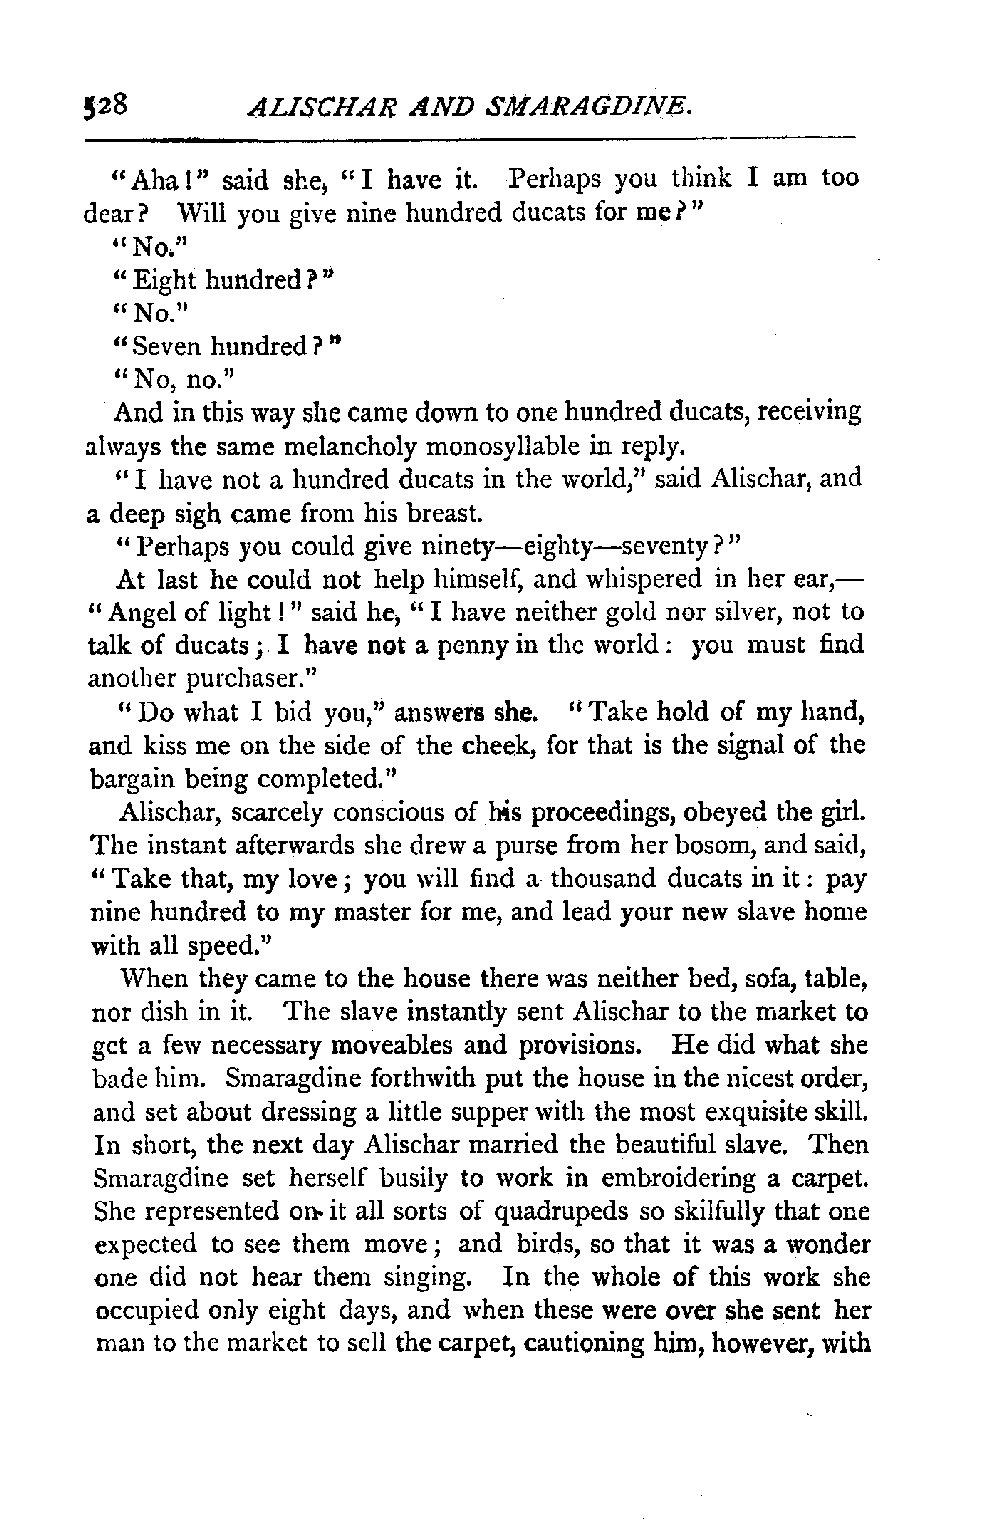 528 ALISCHAR AND SMARAGDINE.
"Aha!" said she, "I have it. Perhaps you think I am too
dear? Will you give nine hundred ducats for me?"
"No."
"Eight hundred?"
"No."
"Seven hundred?"
"No, no."
And in this way she came down to one hundred ducats, receiving
always the same melancholy monosyllable in reply.
"I have not a hundred ducats in the world," said Alischar, and
a deep sigh came from his breast.
"Perhaps you could give ninety—eighty—seventy?"
At last he could not help himself, and whispered in her ear,—
"Angel of light!" said he, "I have neither gold nor silver, not to
talk of ducats; I have not a penny in the world: you must find
another purchaser."
"Do what I bid you," answers she. "Take hold of my hand,
and kiss me on the side of the cheek, for that is the signal of the
bargain being completed."
Alischar, scarcely conscious of his proceedings, obeyed the girl.
The instant afterwards she drew a purse from her bosom, and said,
"Take that, my love; you will find a thousand ducats in it: pay
nine hundred to my master for me, and lead your new slave home
with all speed."
When they came to the house there was neither bed, sofa, table,
nor dish in it. The slave instantly sent Alischar to the market to
get a few necessary moveables and provisions. He did what she
bade him. Smaragdine forthwith put the house in the nicest order,
and set about dressing a little supper with the most exquisite skill.
In short, the next day Alischar married the beautiful slave. Then
Smaragdine set herself busily to work in embroidering a carpet.
She represented on it all sorts of quadrupeds so skilfully that one
expected to see them move; and birds, so that it was a wonder
one did not hear them singing. In the whole of this work she
occupied only eight days, and when these were over she sent her
man to the market to sell the carpet, cautioning him, however, with